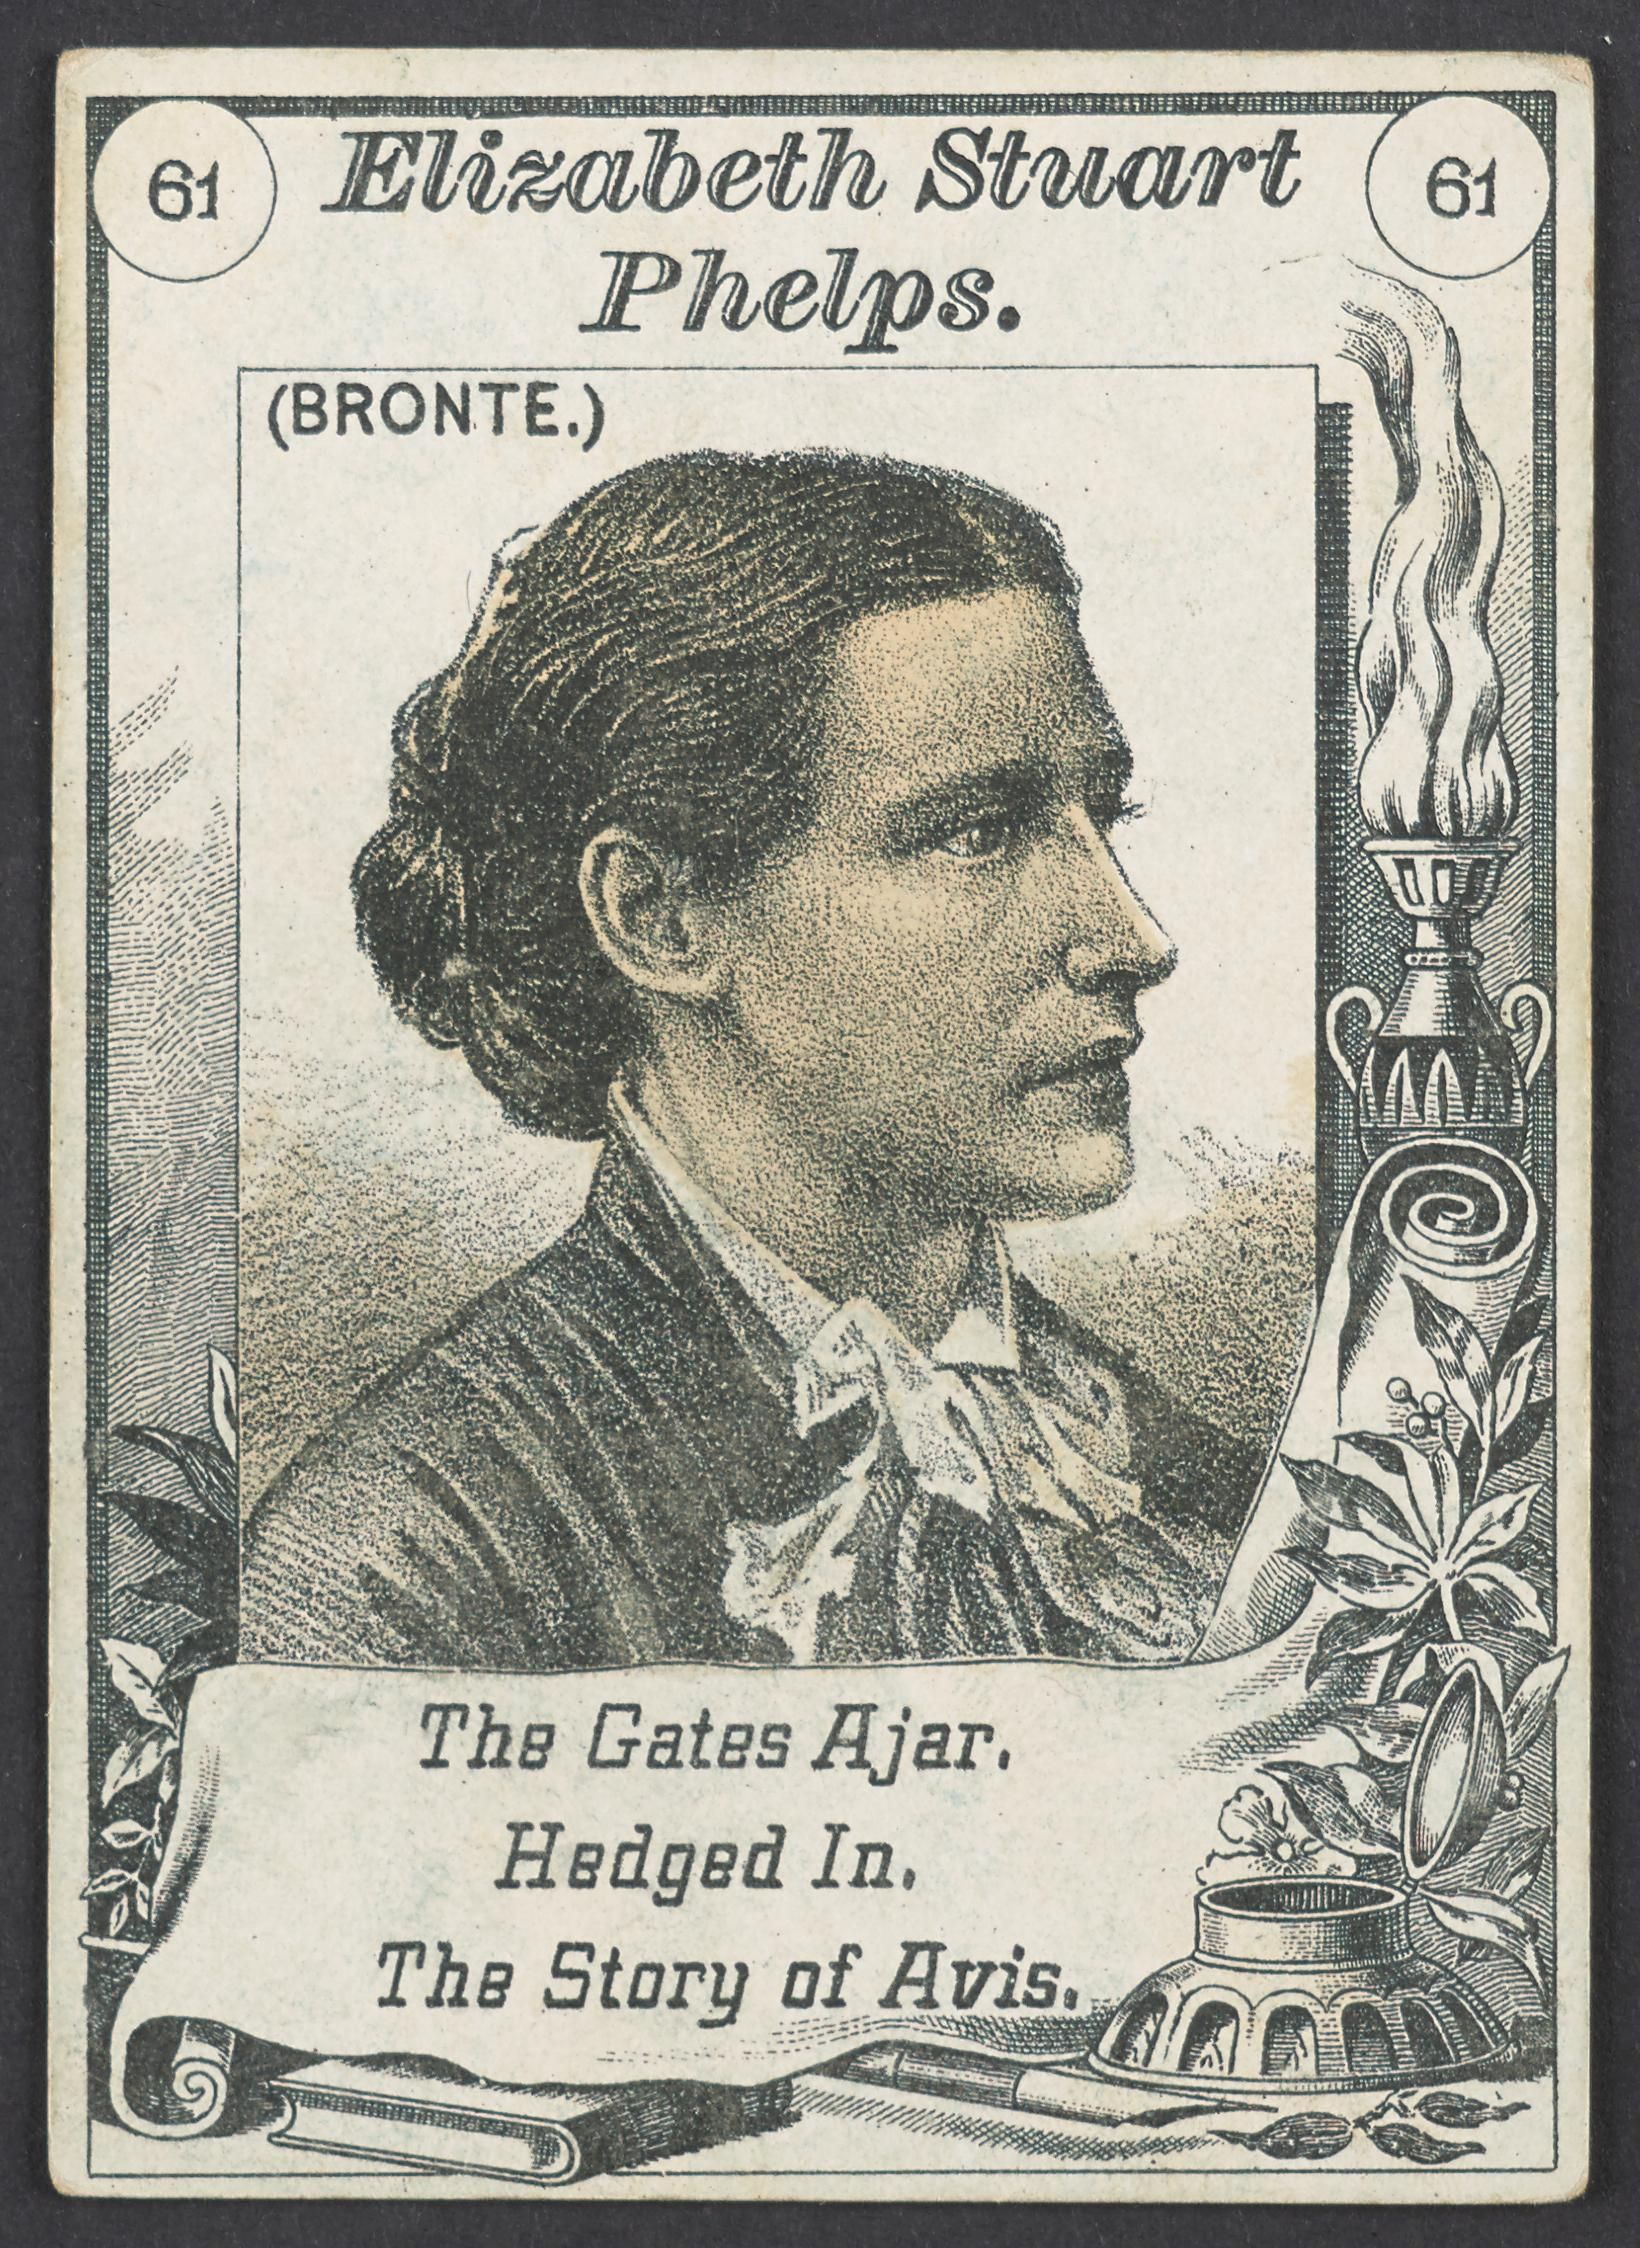 61 Elizabeth Stuart 61
Phelps.
(BRONTE.)
The Gates Ajar.
Hedged In.
The Story of Avis.